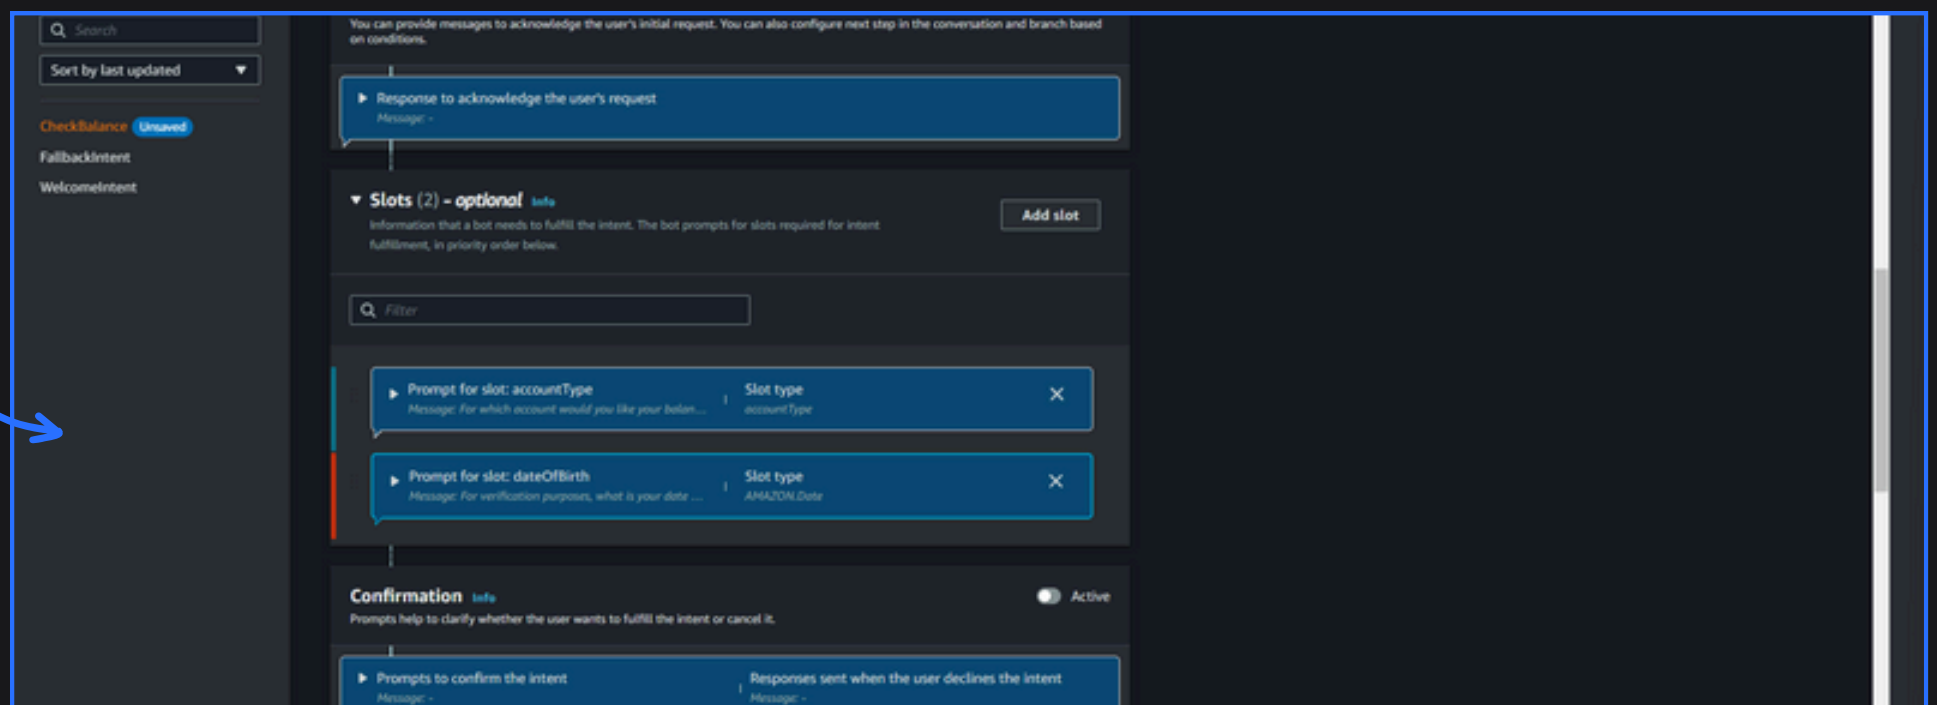 Search
Sort by last updated
CheckBalance Unsaved
FallbackIntent
WelcomeIntent
You can provide messages to acknowledge the user's initial request. You can also configure next step in the conversation and branch based
on conditions.
Response to acknowledge the user's request
Message: -
Slots (2) - optional Info
Add slot
Information that a bot needs to fulfill the intent. The bot prompts for slots required for intent
fulfillment, in priority order below.
Filter
Prompt for slot: accountType
Message: For which account would you like your balan...
Slot type
accountType
Prompt for slot: dateOfBirth
Message: For verification purposes, what is your date ...
Slot type
AMAZON.Date
Confirmation Info
Active
Prompts help to clarify whether the user wants to fulfill the intent or cancel it.
Prompts to confirm the intent
Message: -
Responses sent when the user declines the intent
Message: -